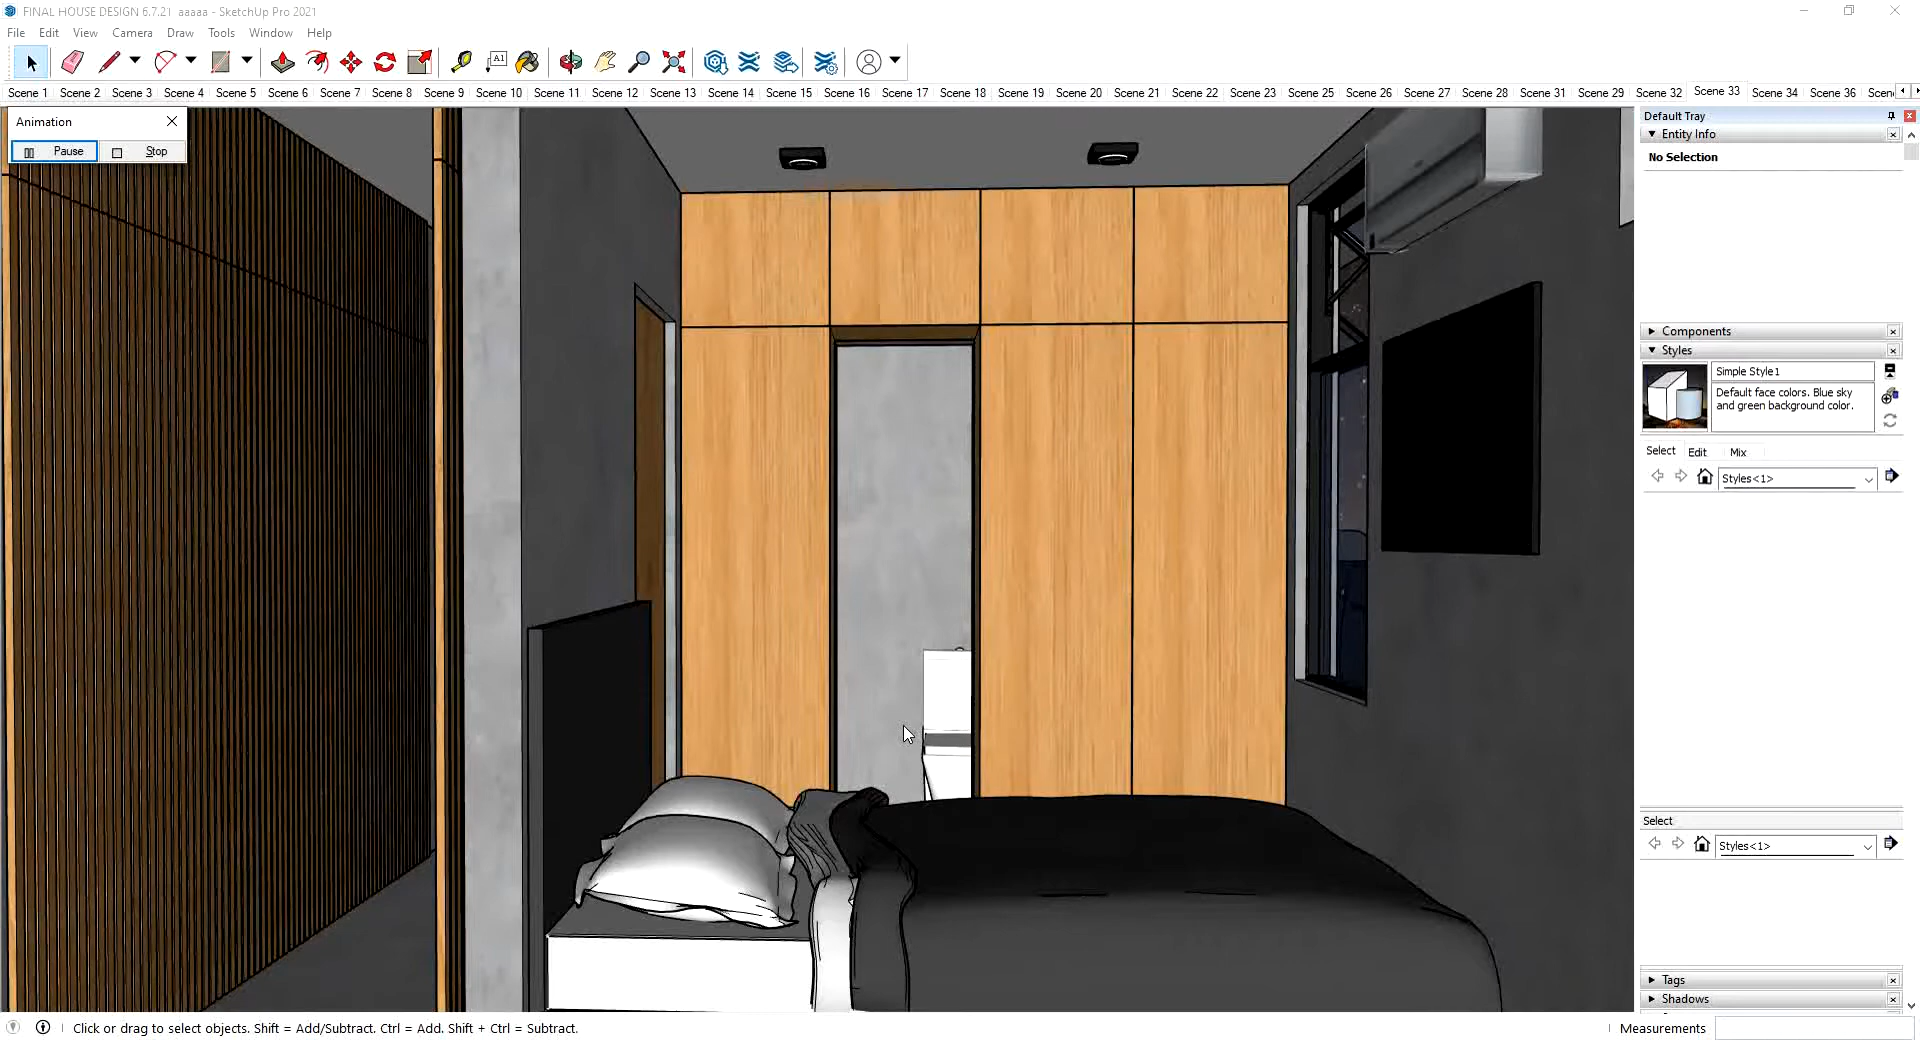 FINAL HOUSE DESIGN 6.7.21 aaaaa - SketchUp Pro 2021
File Edit View Camera Draw Tools Window Help
A1
Scene 1 Scene 2 Scene 3 Scene 4 Scene 5 Scene 6 Scene 7 Scene 8 Scene 9 Scene 10 Scene 11 Scene 12 Scene 13 Scene 14 Scene 15 Scene 16 Scene 17 Scene 18 Scene 19 Scene 20 Scene 21 Scene 22 Scene 23 Scene 25 Scene 26 Scene 27 Scene 28 Scene 29 Scene 31 Scene 32 Scene 33 Scene 34 Scene 36 Scen
Animation
Pause Stop
Default Tray
Entity Info
No Selection
Components
Styles
Simple Style1
Default face colors. Blue sky
and green background color.
Select Edit Mix
Styles<1>
Select
Styles<1>
Tags
Shadows
Click or drag to select objects. Shift = Add/Subtract. Ctrl = Add. Shift + Ctrl = Subtract.
Measurements